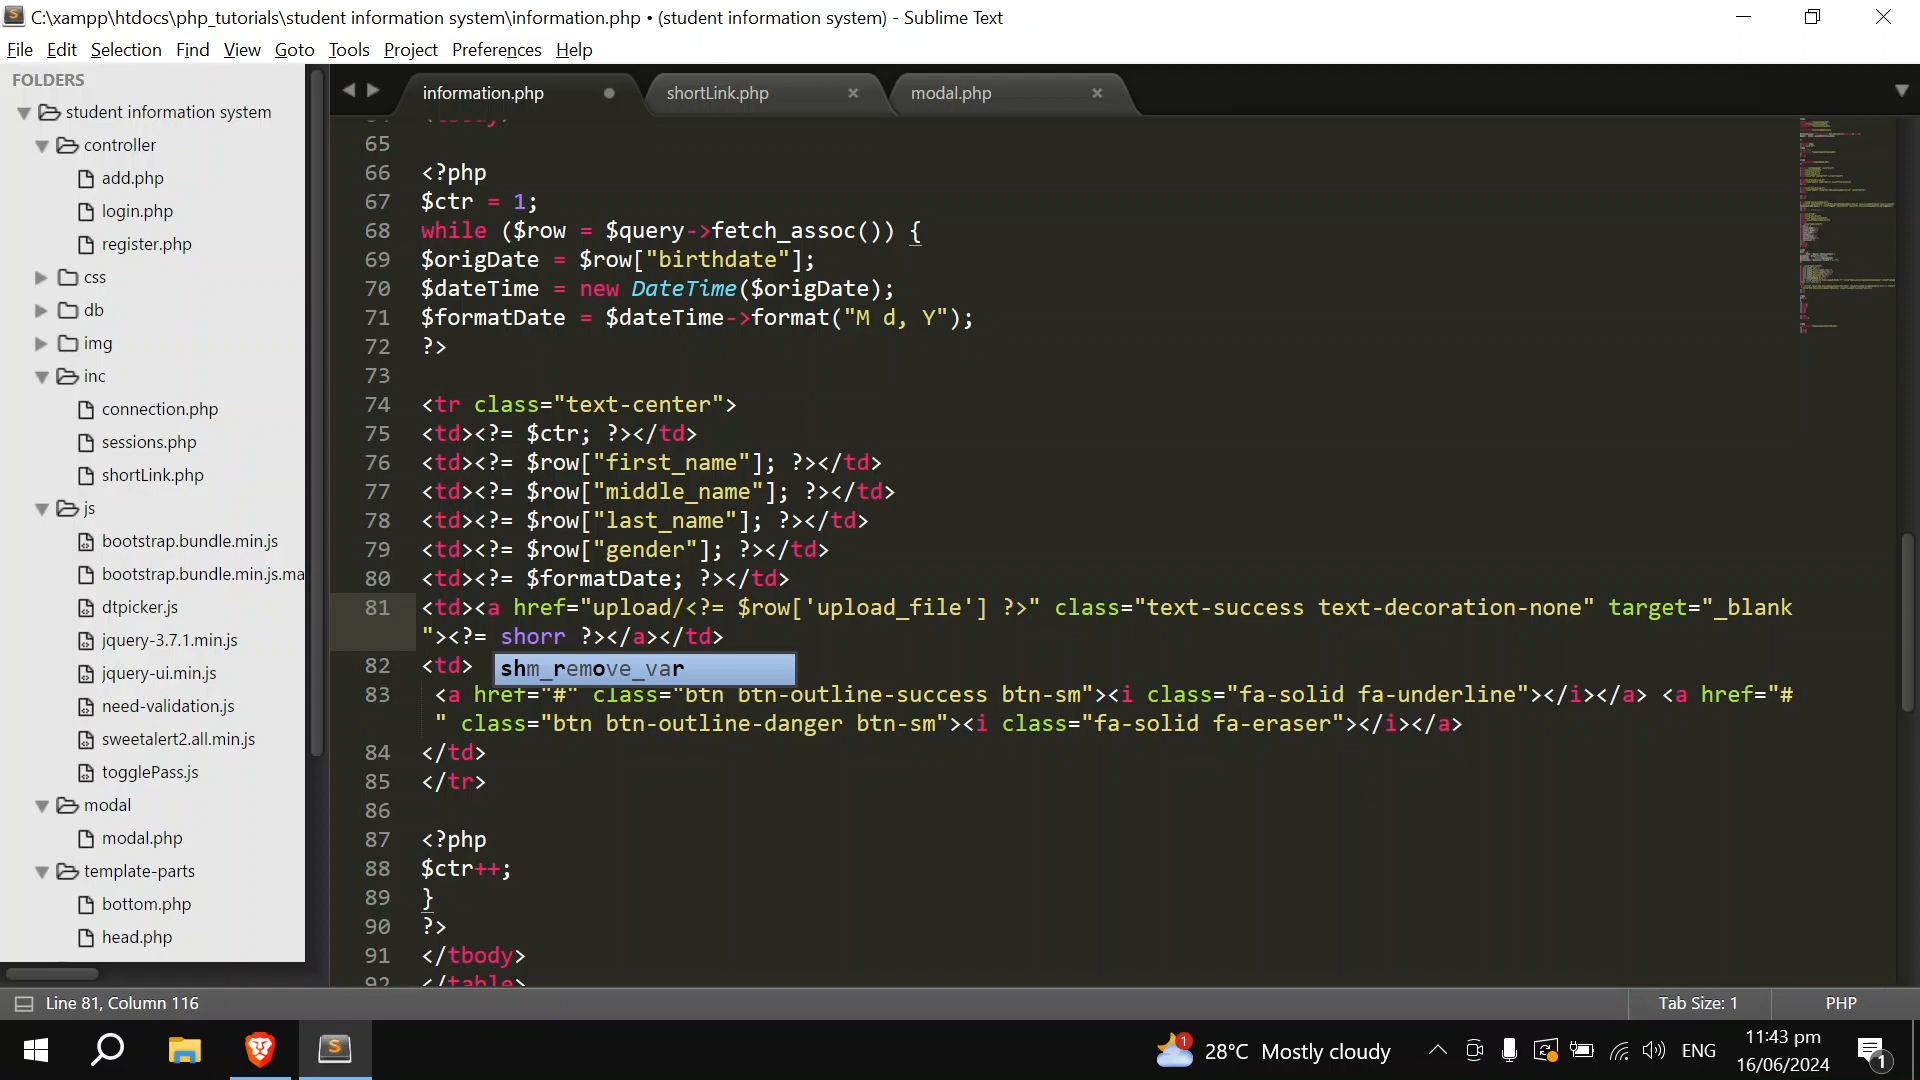 C:\xampp\htdocs\php_tutorials\student information system\information.php • (student information system) - Sublime Text
File Edit Selection Find View Goto Tools Project Preferences Help
FOLDERS
student information system
controller
add.php
login.php
register.php
css
db
img
inc
connection.php
sessions.php
shortLink.php
js
bootstrap.bundle.min.js
bootstrap.bundle.min.js.ma
dtpicker.js
jquery-3.7.1.min.js
jquery-ui.min.js
need-validation.js
sweetalert2.all.min.js
togglePass.js
modal
modal.php
template-parts
bottom.php
head.php
information.php shortLink.php modal.php
65
66 <?php
67 $ctr = 1;
68 while ($row = $query->fetch_assoc()) {
69 $origDate = $row["birthdate"];
70 $dateTime = new DateTime($origDate);
71 $formatDate = $dateTime->format("M d, Y");
72 ?>
73
74 <tr class="text-center">
75 <td><?= $ctr; ?></td>
76 <td><?= $row["first_name"]; ?></td>
77 <td><?= $row["middle_name"]; ?></td>
78 <td><?= $row["last_name"]; ?></td>
79 <td><?= $row["gender"]; ?></td>
80 <td><?= $formatDate; ?></td>
81 <td><a href="upload/<?= $row['upload_file'] ?>" class="text-success text-decoration-none" target="_blank
"><?= shorr ?></a></td>
82 <td>
shm_remove_var
83 <a href="#" class="btn btn-outline-success btn-sm"><i class="fa-solid fa-underline"></i></a> <a href="#
" class="btn btn-outline-danger btn-sm"><i class="fa-solid fa-eraser"></i></a>
84 </td>
85 </tr>
86
87 <?php
88 $ctr++;
89 }
90 ?>
91 </tbody>
92 </table>
Line 81, Column 116
Tab Size: 1
PHP
1
28°C Mostly cloudy
ENG
11:43 pm
16/06/2024
1